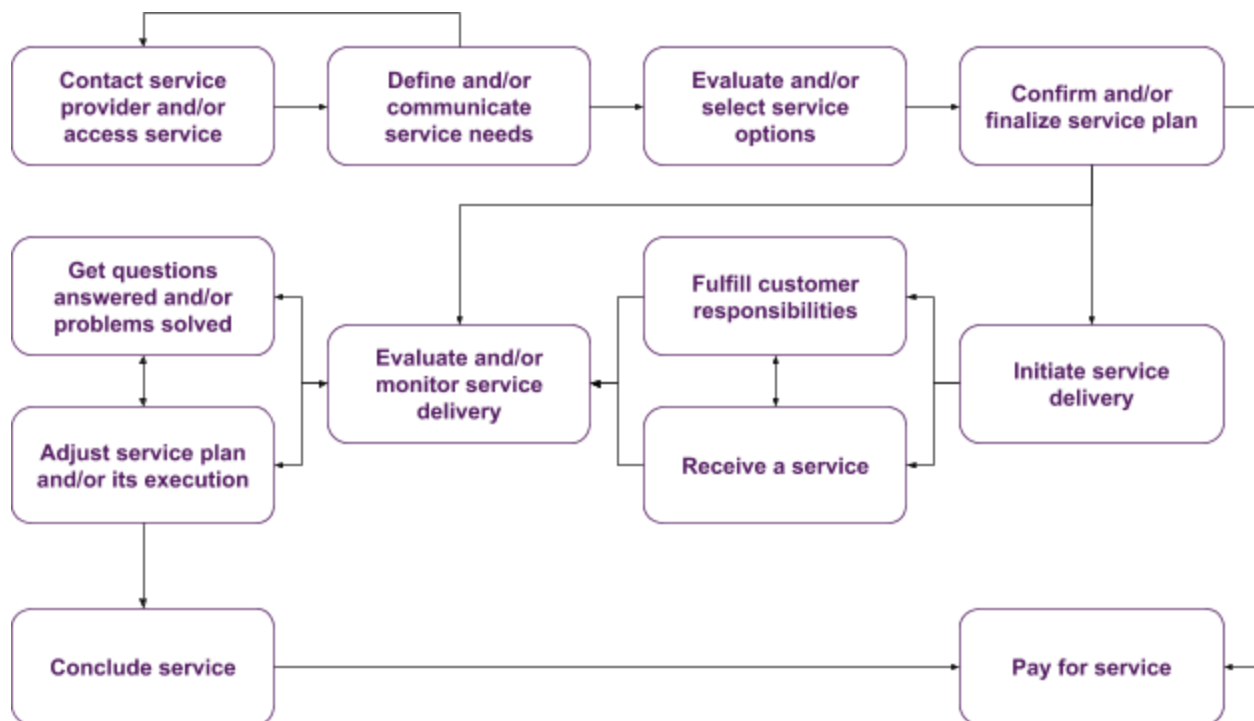 Contact service
provider and/or
access service
Define and/or
communicate
service needs
Evaluate and/or
select service
options
Confirm and/or
finalize service plan
Get questions
answered and/or
problems solved
Evaluate and/or
monitor service
delivery
Fulfill customer
responsibilities
Initiate service
delivery
Adjust service plan
and/or its execution
Receive a service
Conclude service
Pay for service